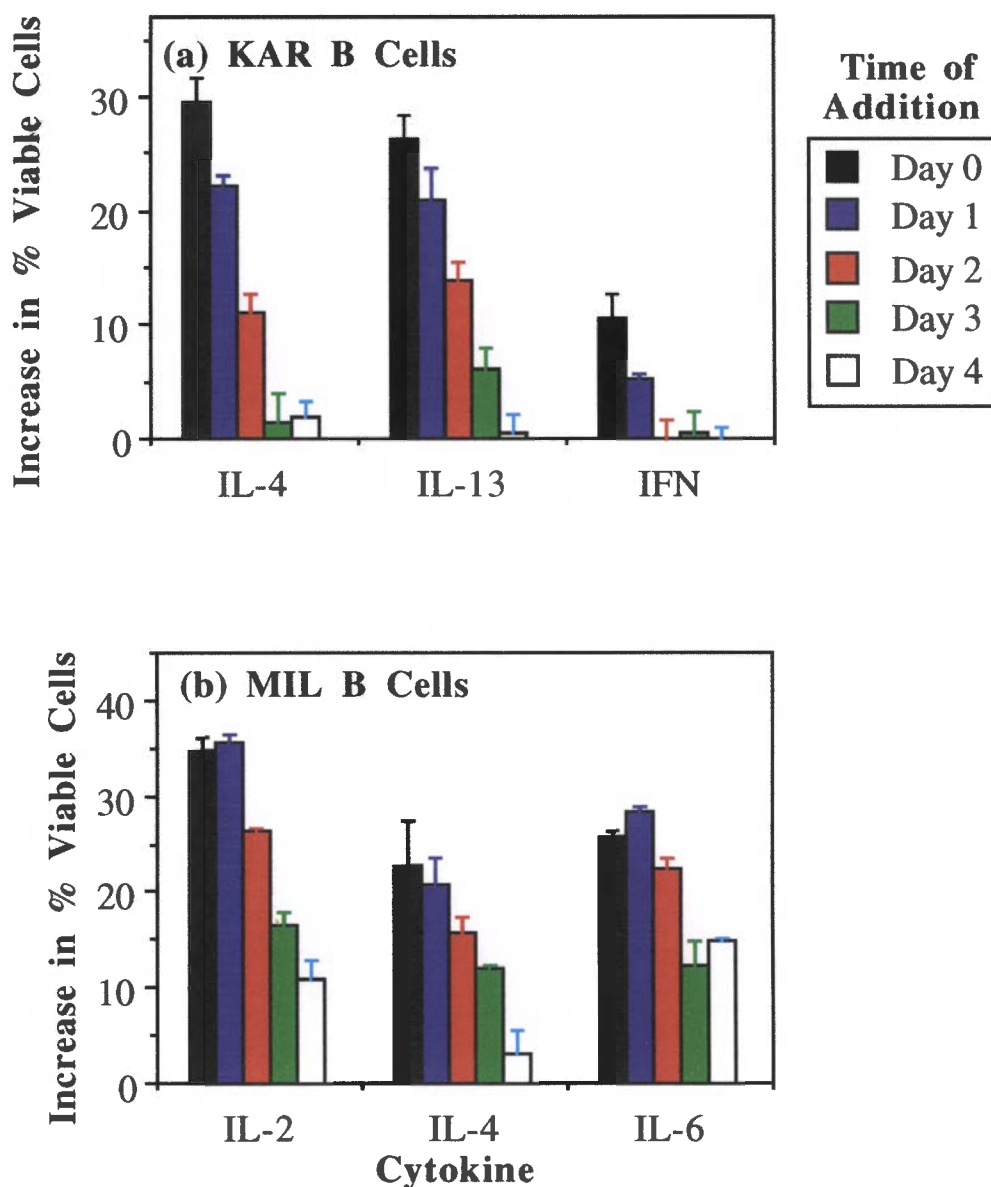 (a) KAR B Cells
Increase in % Viable Cells
30
20
10
0
IL-4 IL-13 IFN
Time of
Addition
Day 0
Day 1
Day 2
Day 3
Day 4
(b) MIL B Cells
Increase in % Viable Cells
40
30
20
10
0
IL-2 IL-4 IL-6
Cytokine